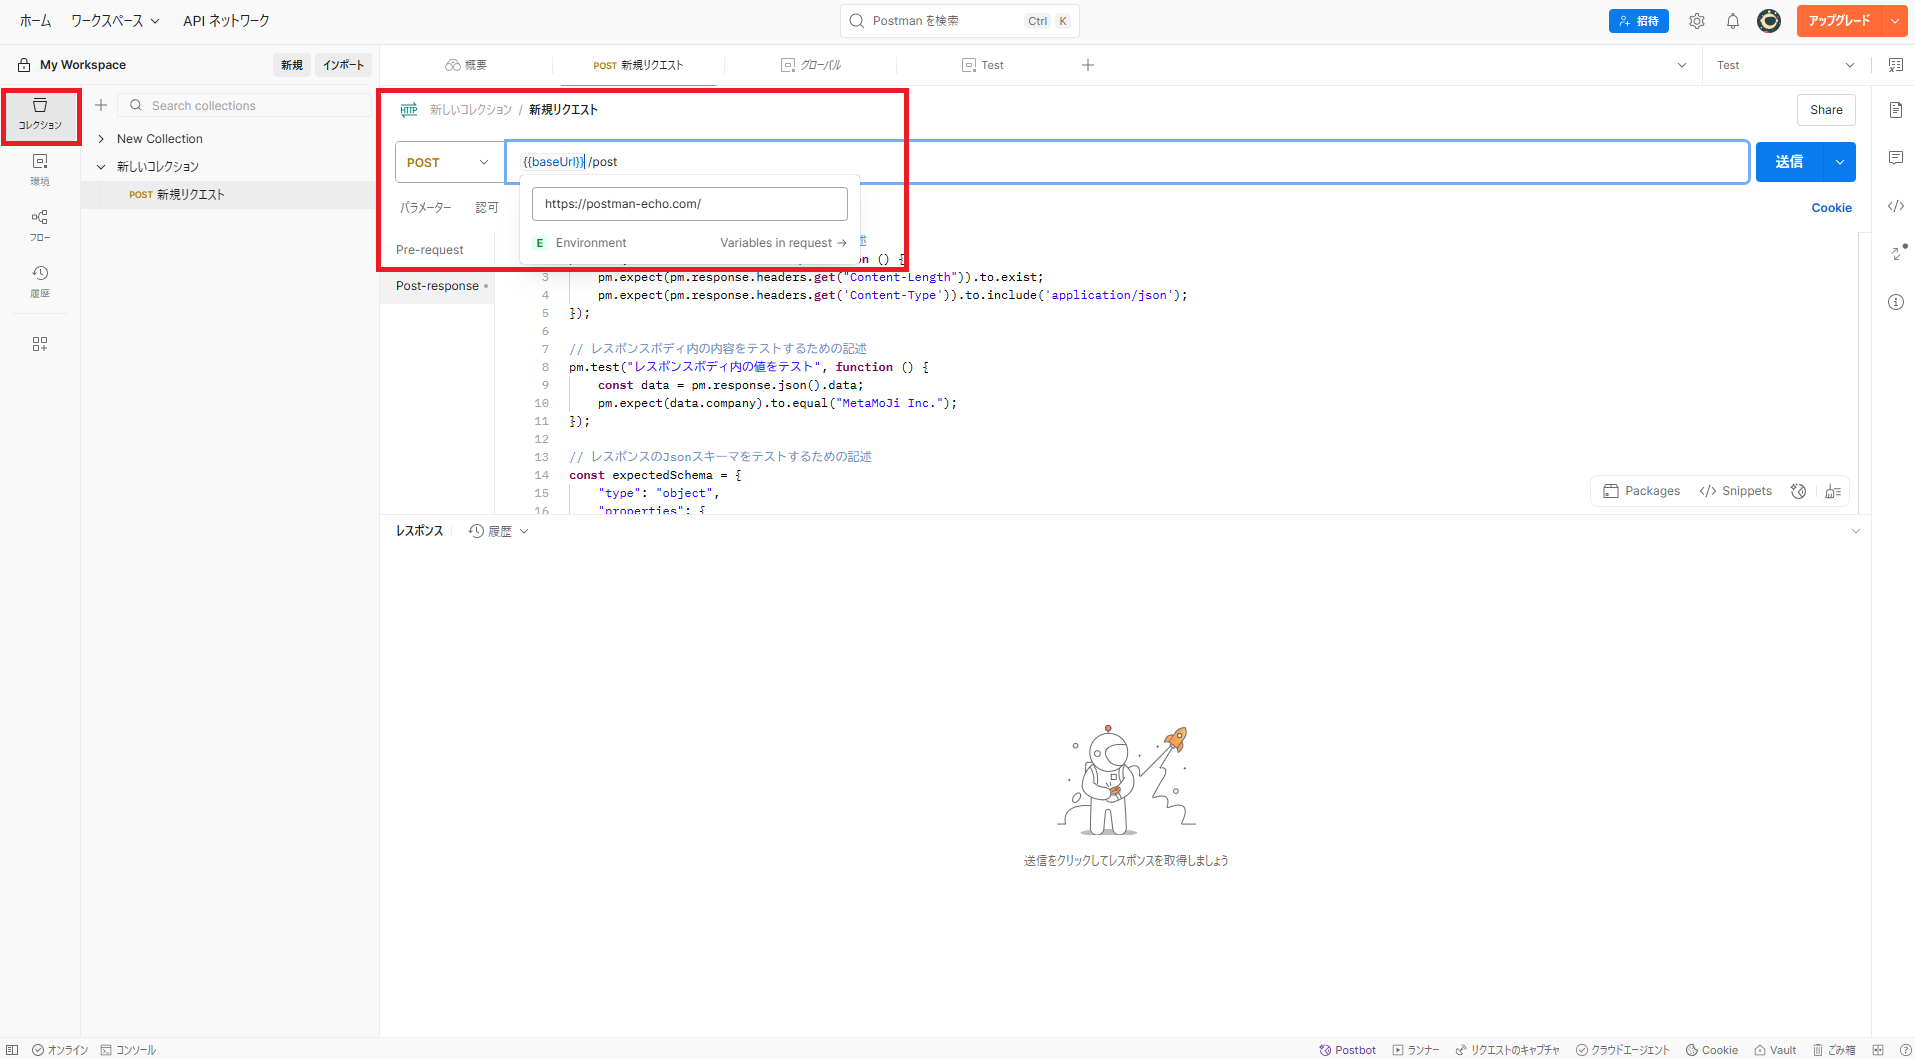 ホーム ワークスペース API ネットワーク Postman を検索 Ctrl K 招待 アップグレード
My Workspace 新規 インポート 概要 POST 新規リクエスト グローバル Test Test
コレクション
環境
フロー
履歴
Search collections
New Collection
新しいコレクション
POST 新規リクエスト
HTTP 新しいコレクション / 新規リクエスト Share
POST {{baseUrl}} /post 送信
https://postman-echo.com/
E Environment Variables in request →
パラメーター 認可 Cookie
Pre-request
Post-response
述
on () {
3 pm.expect(pm.response.headers.get("Content-Length")).to.exist;
4 pm.expect(pm.response.headers.get('Content-Type')).to.include('application/json');
5 });
6
7 // レスポンスボディ内の内容をテストするための記述
8 pm.test("レスポンスボディ内の値をテスト", function () {
9 const data = pm.response.json().data;
10 pm.expect(data.company).to.equal("MetaMoJi Inc.");
11 });
12
13 // レスポンスのJsonスキーマをテストするための記述
14 const expectedSchema = {
15 "type": "object",
16 "properties": {
Packages Snippets
レスポンス 履歴
送信をクリックしてレスポンスを取得しましょう
オンライン コンソール Postbot ランナー リクエストのキャプチャ クラウドエージェント Cookie Vault ごみ箱